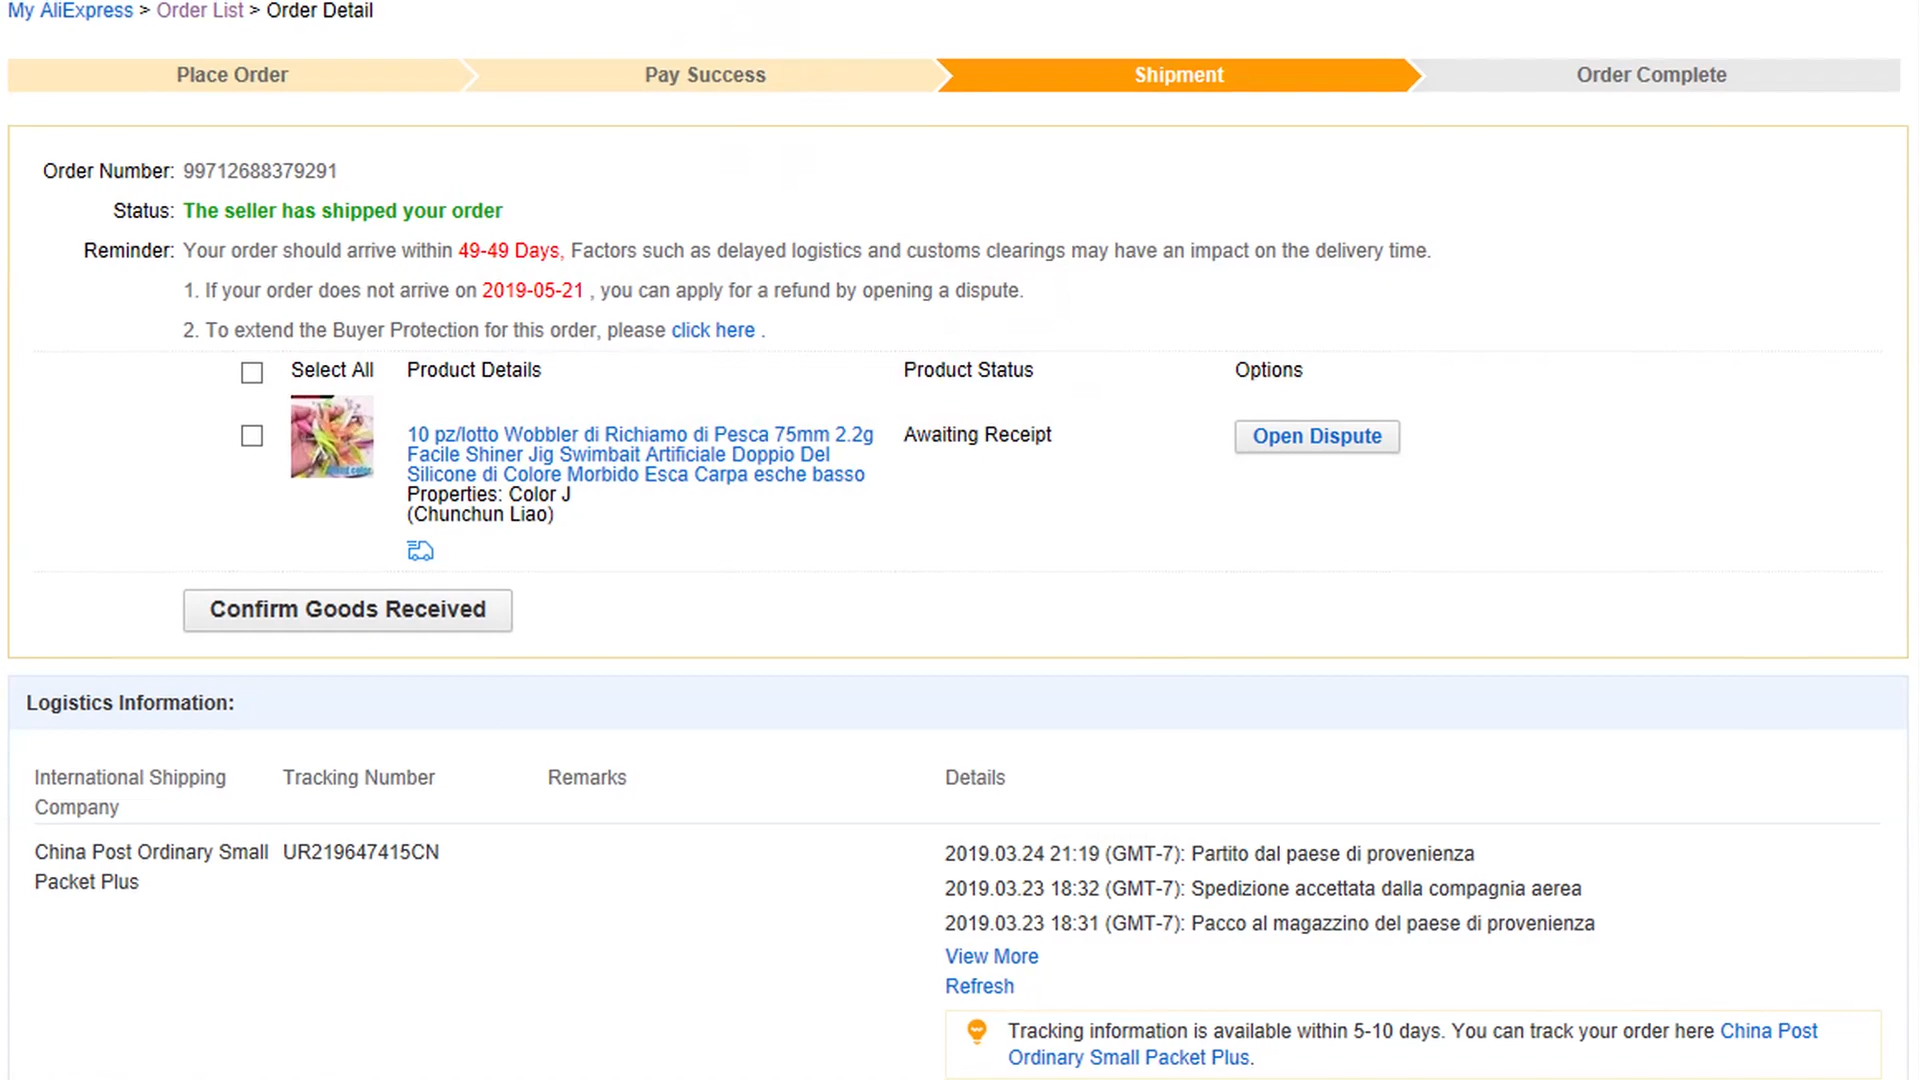 My AliExpress > Order List > Order Detail
Place Order
Pay Success
Shipment
Order Complete
Order Number: 99712688379291
Status: The seller has shipped your order
Reminder: Your order should arrive within 49-49 Days, Factors such as delayed logistics and customs clearings may have an impact on the delivery time.
1. If your order does not arrive on 2019-05-21 , you can apply for a refund by opening a dispute.
2. To extend the Buyer Protection for this order, please click here .
Select All
Product Details
Product Status
Options
10 pz/lotto Wobbler di Richiamo di Pesca 75mm 2.2g
Facile Shiner Jig Swimbait Artificiale Doppio Del
Silicone di Colore Morbido Esca Carpa esche basso
Properties: Color J
(Chunchun Liao)
Awaiting Receipt
Open Dispute
Confirm Goods Received
Logistics Information:
International Shipping
Company
Tracking Number
Remarks
Details
China Post Ordinary Small
Packet Plus
UR219647415CN
2019.03.24 21:19 (GMT-7): Partito dal paese di provenienza
2019.03.23 18:32 (GMT-7): Spedizione accettata dalla compagnia aerea
2019.03.23 18:31 (GMT-7): Pacco al magazzino del paese di provenienza
View More
Refresh
Tracking information is available within 5-10 days. You can track your order here China Post
Ordinary Small Packet Plus.